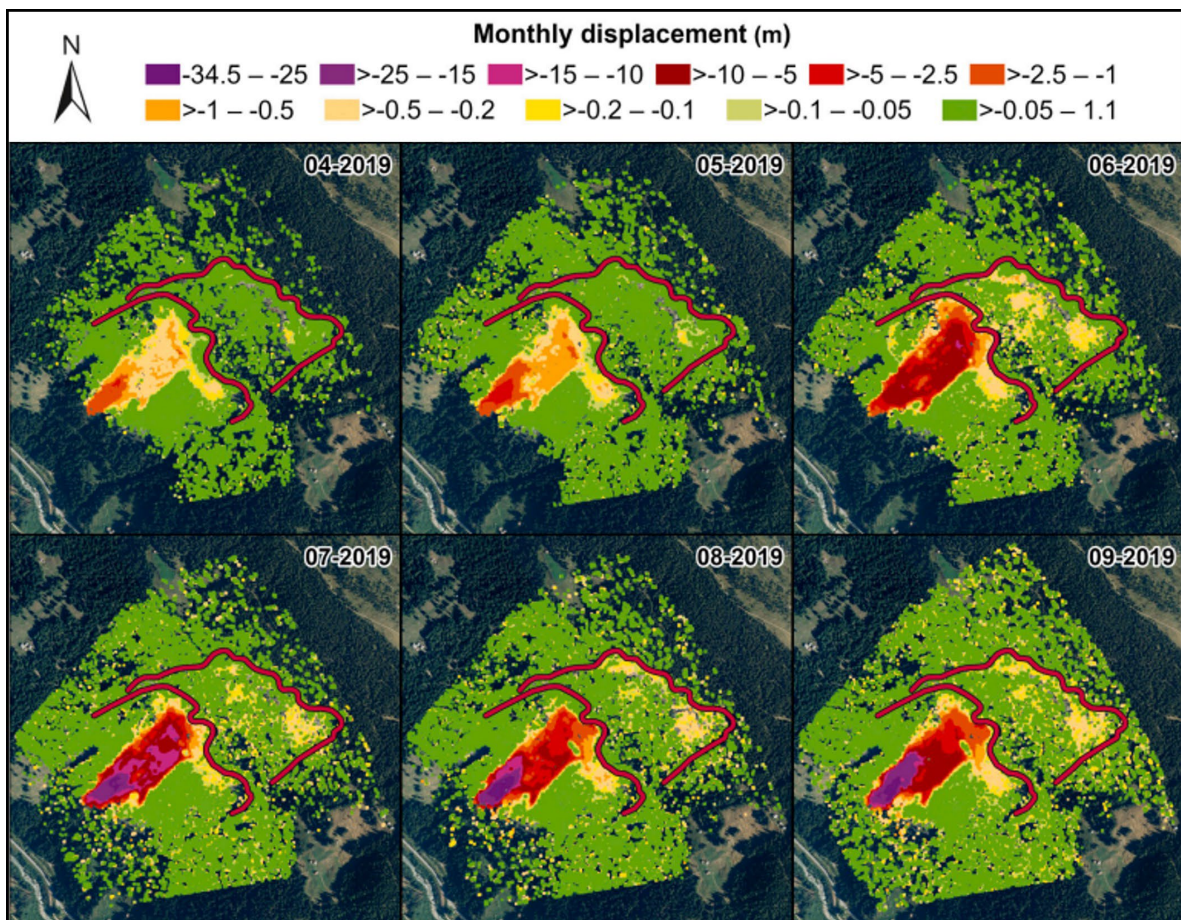 Monthly displacement (m)
N
-34.5 – -25 >-25 – -15 >-15 – -10 >-10 – -5 >-5 – -2.5 >-2.5 – -1
>-1 – -0.5 >-0.5 – -0.2 >-0.2 – -0.1 >-0.1 – -0.05 >-0.05 – 1.1
04-2019 05-2019 06-2019
07-2019 08-2019 09-2019